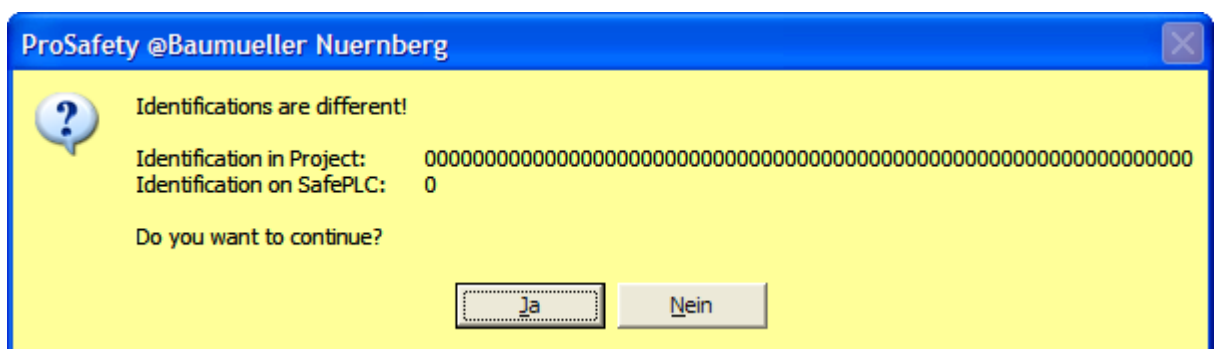 ProSafety @Baumueller Nuernberg
Identifications are different!
Identification in Project: 0000000000000000000000000000000000000000000000000000000000000000
Identification on SafePLC: 0
Do you want to continue?
Ja
Nein